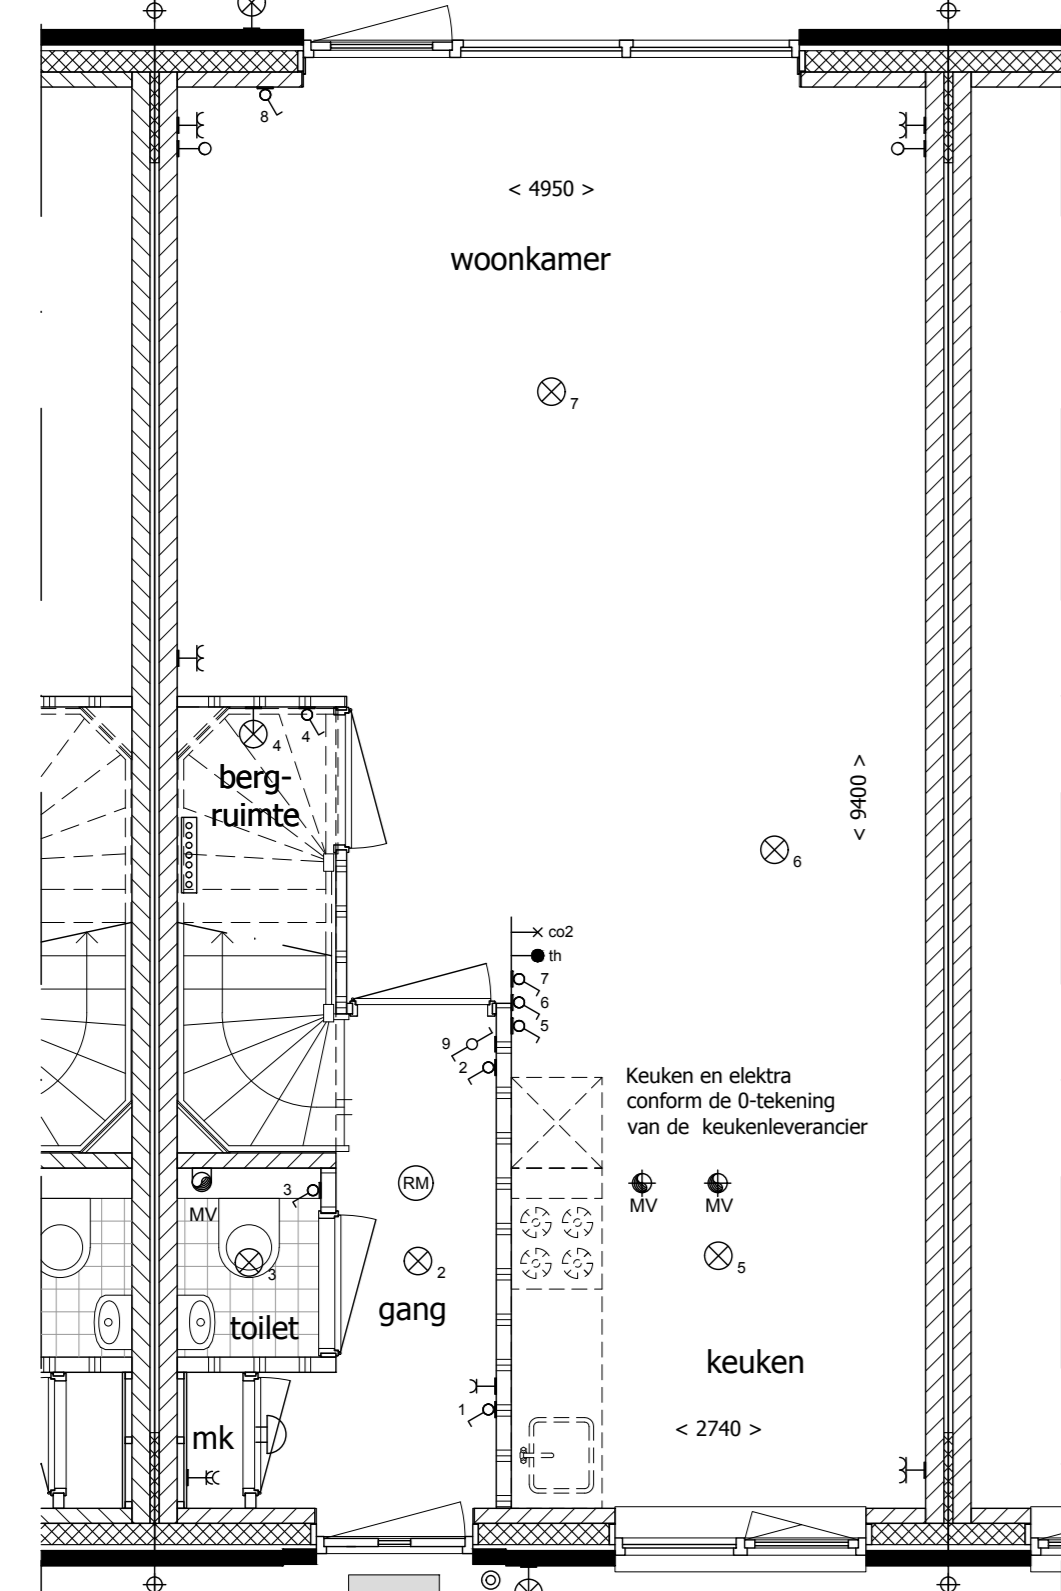 8
< 4950 >
woonkamer
7
4
4
berg-
ruimte
< 9400 >
6
co2
th
7
6
5
9
2
Keuken en elektra
conform de 0-tekening
van de keukenleverancier
3
RM
MV
MV
MV
3
2
5
gang
toilet
keuken
1
mk
< 2740 >